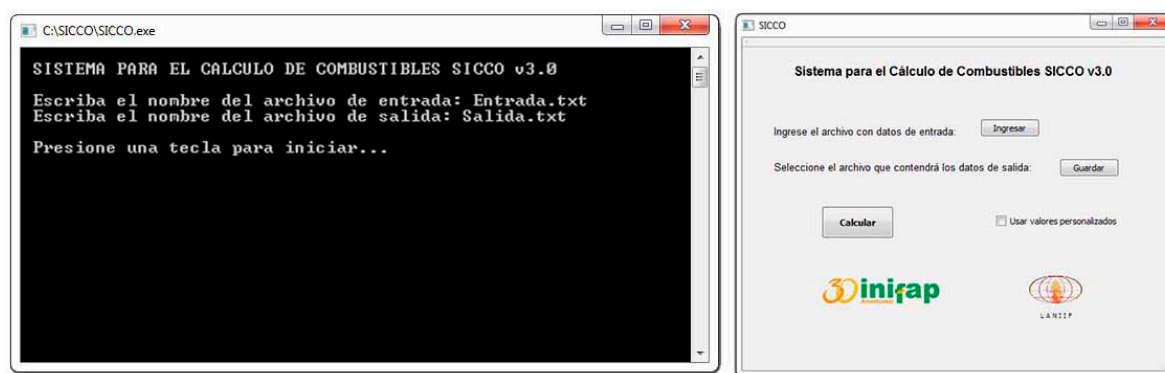 C:\SICCO\SICCO.exe
SISTEMA PARA EL CALCULO DE COMBUSTIBLES SICCO v3.0
Escriba el nombre del archivo de entrada: Entrada.txt
Escriba el nombre del archivo de salida: Salida.txt
Presione una tecla para iniciar...
SICCO
Sistema para el Cálculo de Combustibles SICCO v3.0
Ingrese el archivo con datos de entrada: Ingresar
Seleccione el archivo que contendrá los datos de salida: Guardar
Calcular
Usar valores personalizados
30 inifap
LANIIF